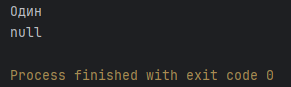 Один
null
Process finished with exit code 0